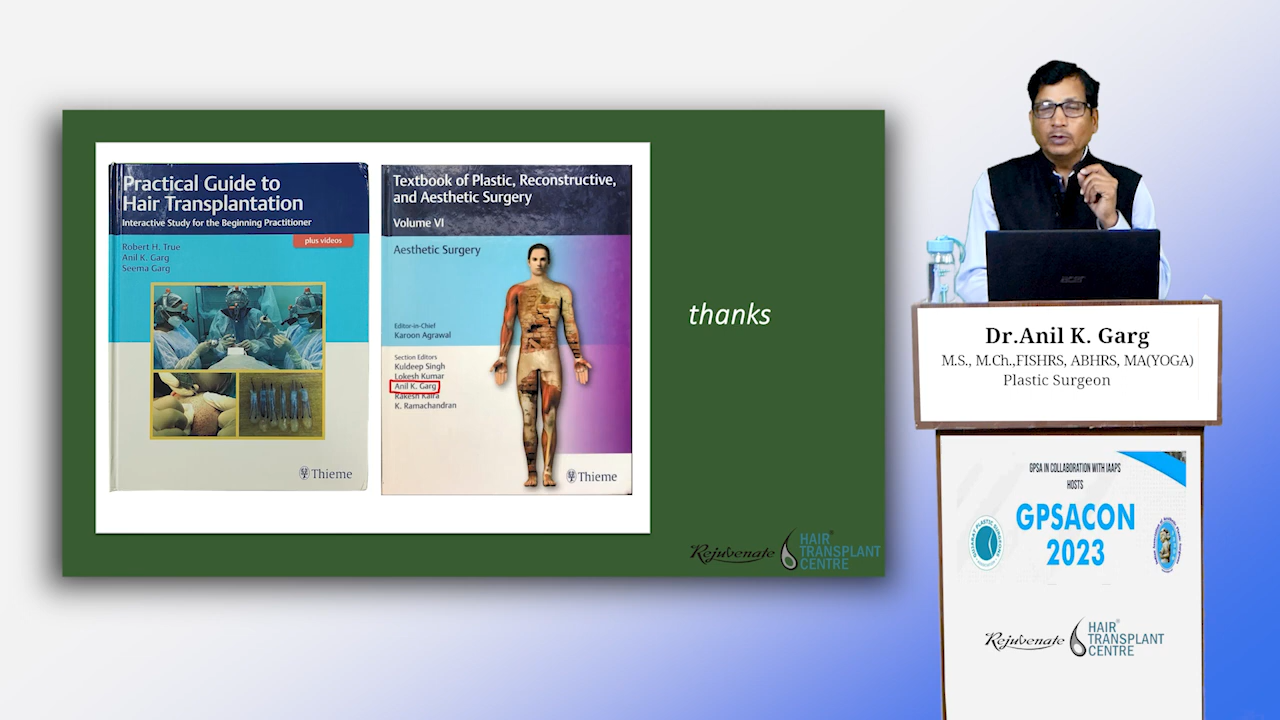 Practical Guide to
Hair Transplantation
Interactive Study for the Beginning Practitioner
plus videos
Robert H. True
Anil K. Garg
Seema Garg
Thieme
Textbook of Plastic, Reconstructive,
and Aesthetic Surgery
Volume VI
Aesthetic Surgery
Editor-in-Chief
Karoon Agrawal
Section Editors
Kuldeep Singh
Lokesh Kumar
Anil K. Garg
Rakesh Kalra
K. Ramachandran
Thieme
thanks
Rejuvenate
HAIR
TRANSPLANT
CENTRE
acer
Dr.Anil K. Garg
M.S., M.Ch.,FISHRS, ABHRS, MA(YOGA)
Plastic Surgeon
GPSA IN COLLABORATION WITH IAAPS
HOSTS
GPSACON
2023
Rejuvenate
HAIR
TRANSPLANT
CENTRE